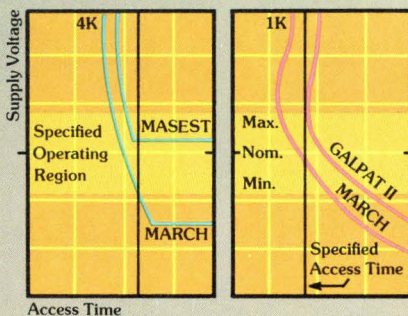 Supply Voltage
4K
Specified
Operating
Region
MASEST
MARCH
Access Time
1K
Max.
Nom.
Min.
GALPAT II
MARCH
Specified
Access Time